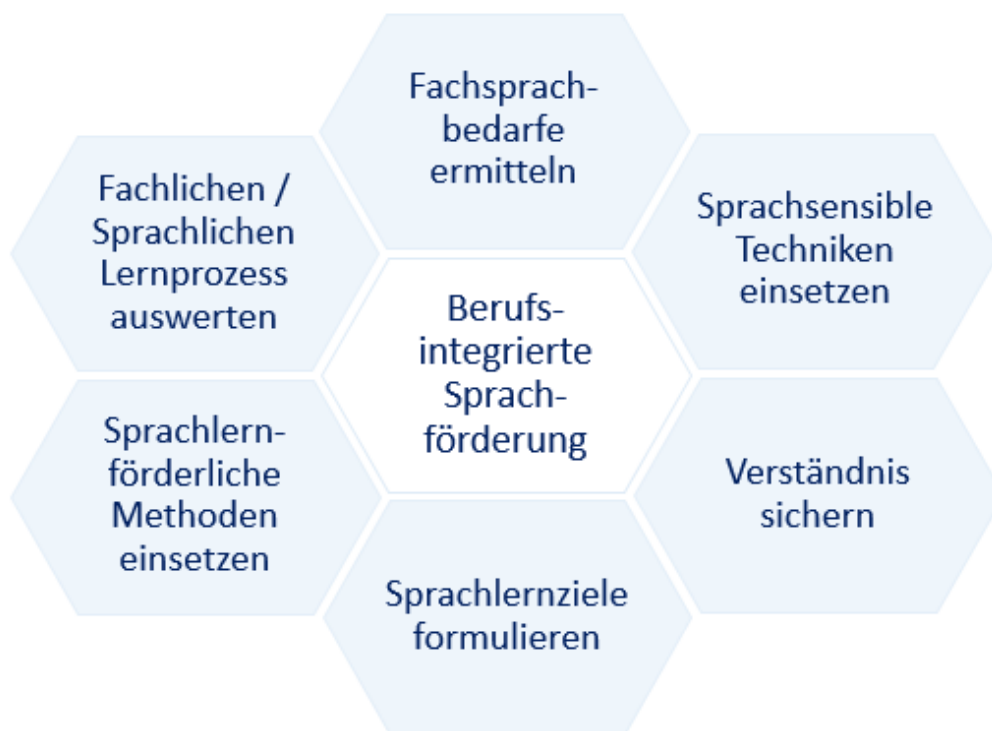 Fachsprach-
bedarfe
ermitteln
Sprachsensible
Techniken
einsetzen
Verständnis
sichern
Sprachlernziele
formulieren
Sprachlern-
förderliche
Methoden
einsetzen
Fachlichen /
Sprachlichen
Lernprozess
auswerten
Berufs-
integrierte
Sprach-
förderung